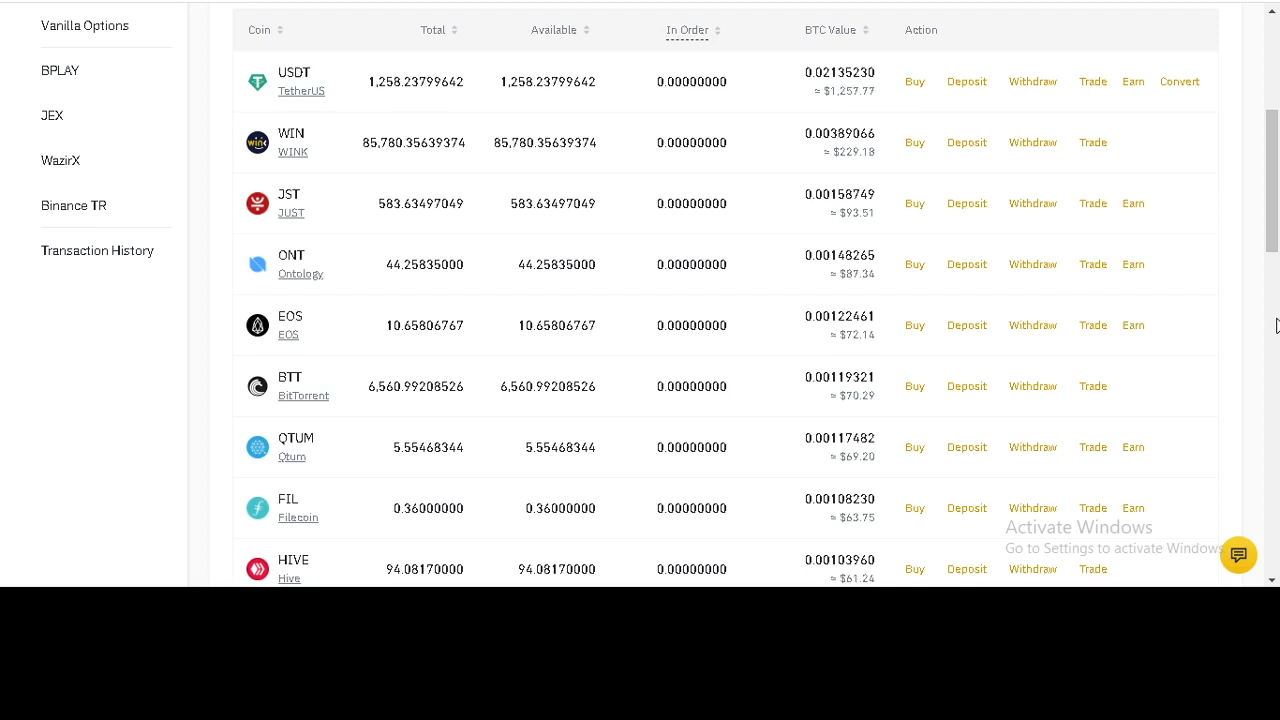 Vanilla Options
BPLAY
JEX
WazirX
Binance TR
Transaction History
Coin Total Available In Order BTC Value Action
USDT 1,258.23799642 1,258.23799642 0.00000000 0.02135230 Buy Deposit Withdraw Trade Earn Convert
TetherUS ≈ $1,257.77
WIN 85,780.35639374 85,780.35639374 0.00000000 0.00389066 Buy Deposit Withdraw Trade
WINK ≈ $229.18
JST 583.63497049 583.63497049 0.00000000 0.00158749 Buy Deposit Withdraw Trade Earn
JUST ≈ $93.51
ONT 44.25835000 44.25835000 0.00000000 0.00148265 Buy Deposit Withdraw Trade Earn
Ontology ≈ $87.34
EOS 10.65806767 10.65806767 0.00000000 0.00122461 Buy Deposit Withdraw Trade Earn
EOS ≈ $72.14
BTT 6,560.99208526 6,560.99208526 0.00000000 0.00119321 Buy Deposit Withdraw Trade
BitTorrent ≈ $70.29
QTUM 5.55468344 5.55468344 0.00000000 0.00117482 Buy Deposit Withdraw Trade Earn
Qtum ≈ $69.20
FIL 0.36000000 0.36000000 0.00000000 0.00108230 Buy Deposit Withdraw Trade Earn
Filecoin ≈ $63.75
HIVE 94.08170000 94.08170000 0.00000000 0.00103960 Buy Deposit Withdraw Trade
Hive ≈ $61.24
Activate Windows
Go to Settings to activate Windows